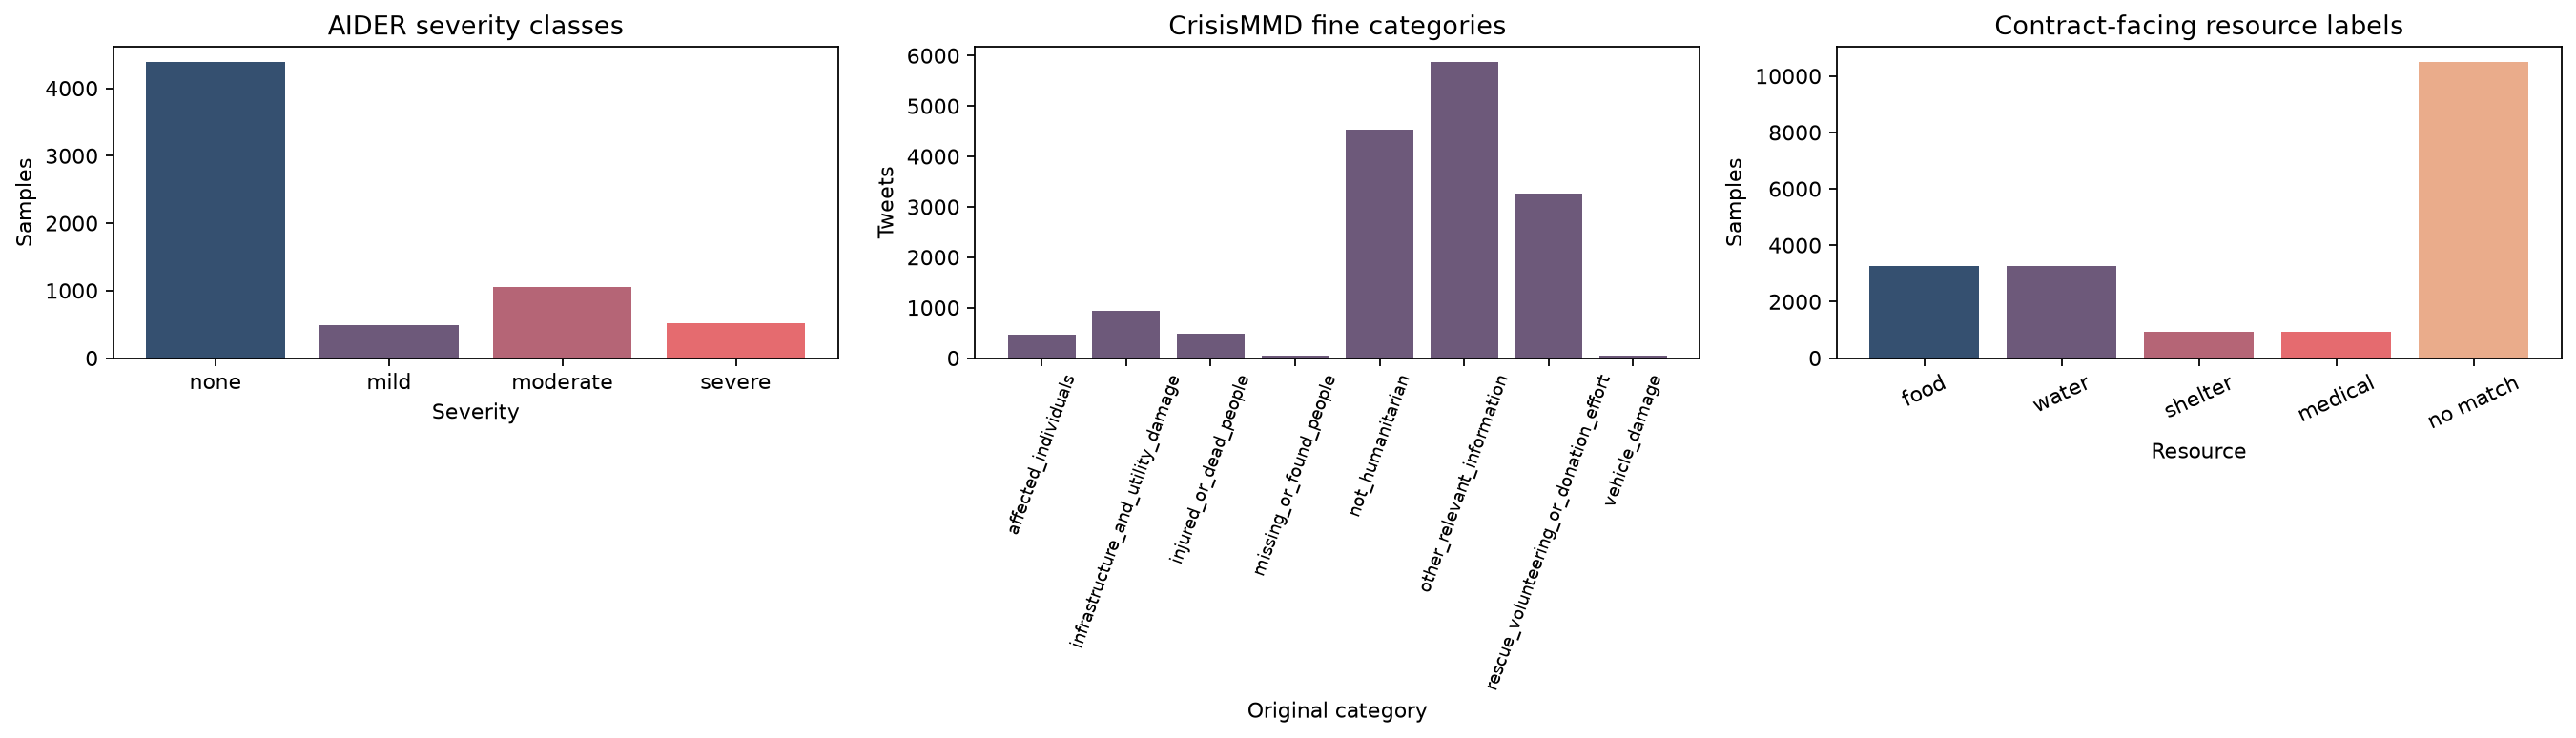 AIDER severity classes
Samples
4000
3000
2000
1000
0
none
mild
moderate
severe
Severity
CrisisMMD fine categories
Tweets
6000
5000
4000
3000
2000
1000
0
affected_individuals
infrastructure_and_utility_damage
injured_or_dead_people
missing_or_found_people
not_humanitarian
other_relevant_information
rescue_volunteering_or_donation_effort
vehicle_damage
Original category
Contract-facing resource labels
Samples
10000
8000
6000
4000
2000
0
food
water
shelter
medical
no match
Resource